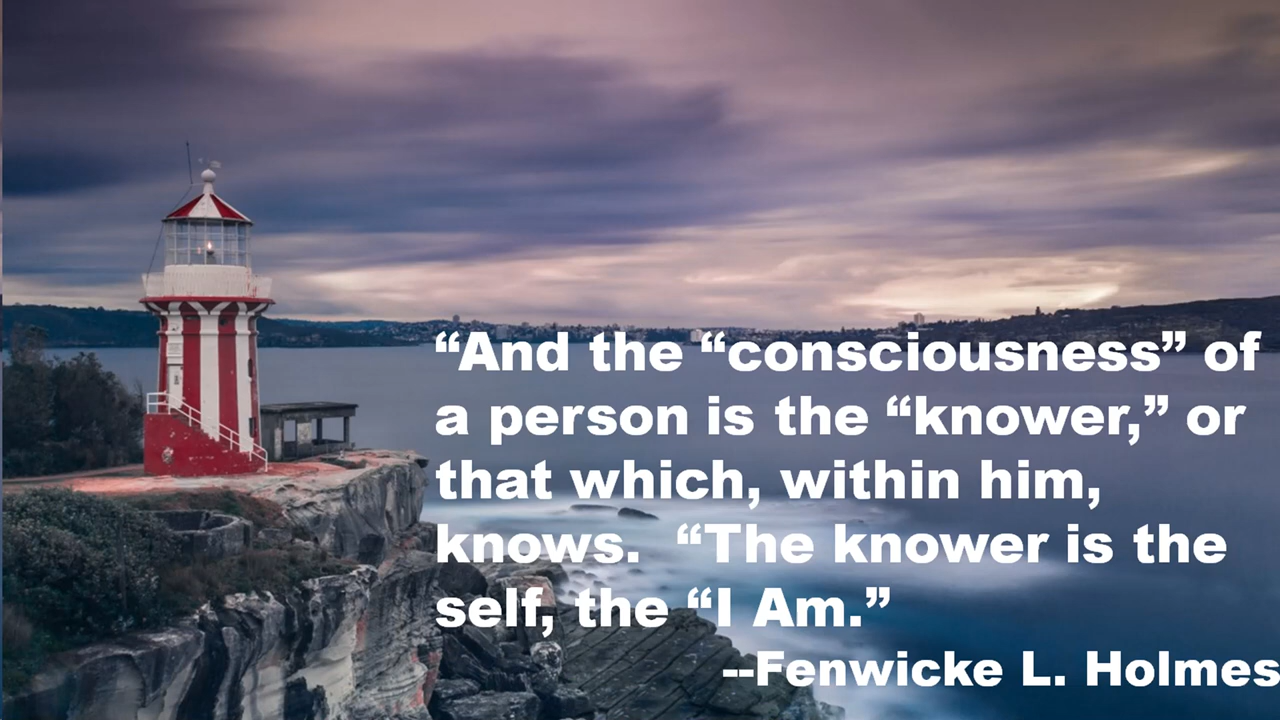 “And the “consciousness” of
a person is the “knower,” or
that which, within him,
knows.  “The knower is the
self, the “I Am.”
--Fenwicke L. Holmes